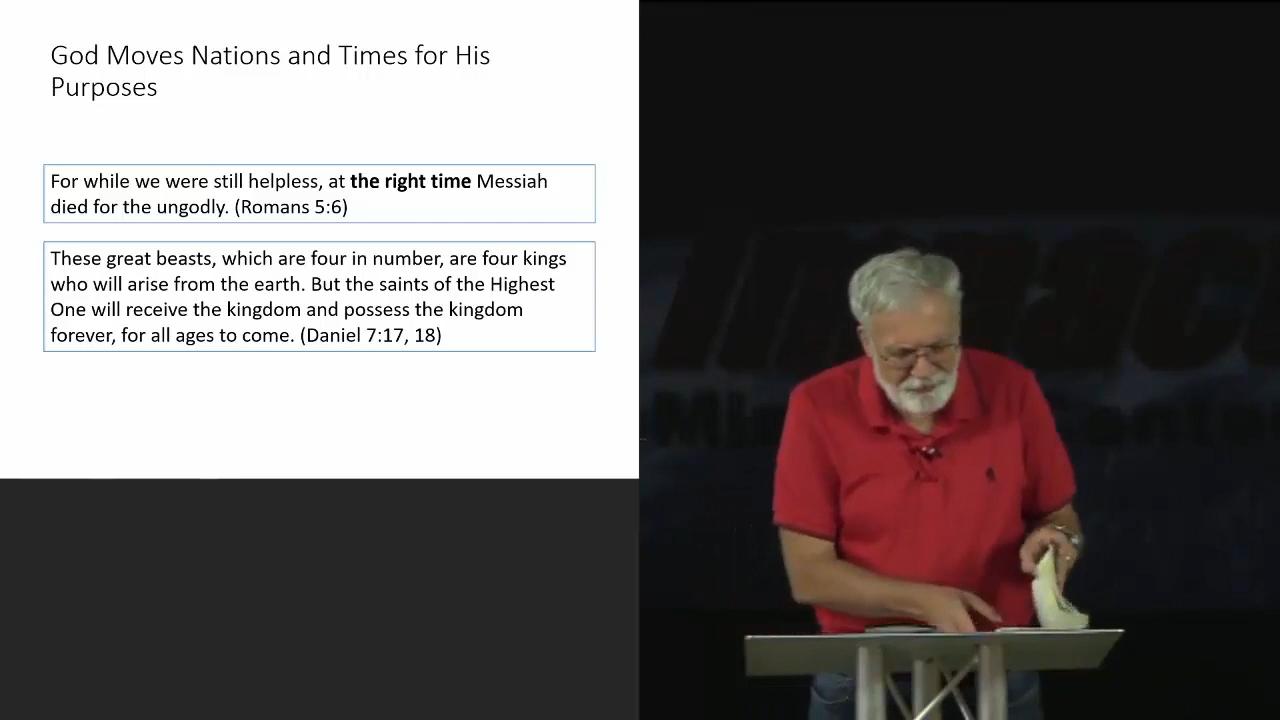 God Moves Nations and Times for His
Purposes
For while we were still helpless, at the right time Messiah
died for the ungodly. (Romans 5:6)
These great beasts, which are four in number, are four kings
who will arise from the earth. But the saints of the Highest
One will receive the kingdom and possess the kingdom
forever, for all ages to come. (Daniel 7:17, 18)